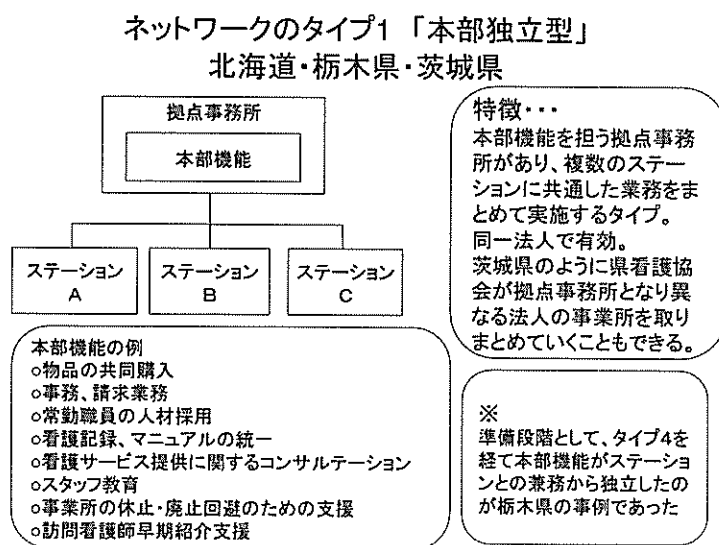 ネットワークのタイプ1 「本部独立型」
北海道・栃木県・茨城県
拠点事務所
本部機能
ステーション
A
ステーション
B
ステーション
C
特徴・・・
本部機能を担う拠点事務
所があり、複数のステー
ションに共通した業務をま
とめて実施するタイプ。
同一法人で有効。
茨城県のように県看護協
会が拠点事務所となり異
なる法人の事業所を取り
まとめていくこともできる。
本部機能の例
○物品の共同購入
○事務、請求業務
○常勤職員の人材採用
○看護記録、マニュアルの統一
○看護サービス提供に関するコンサルテーション
○スタッフ教育
○事業所の休止・廃止回避のための支援
○訪問看護師早期紹介支援
※
準備段階として、タイプ4を
経て本部機能がステーショ
ンとの兼務から独立したの
が栃木県の事例であった